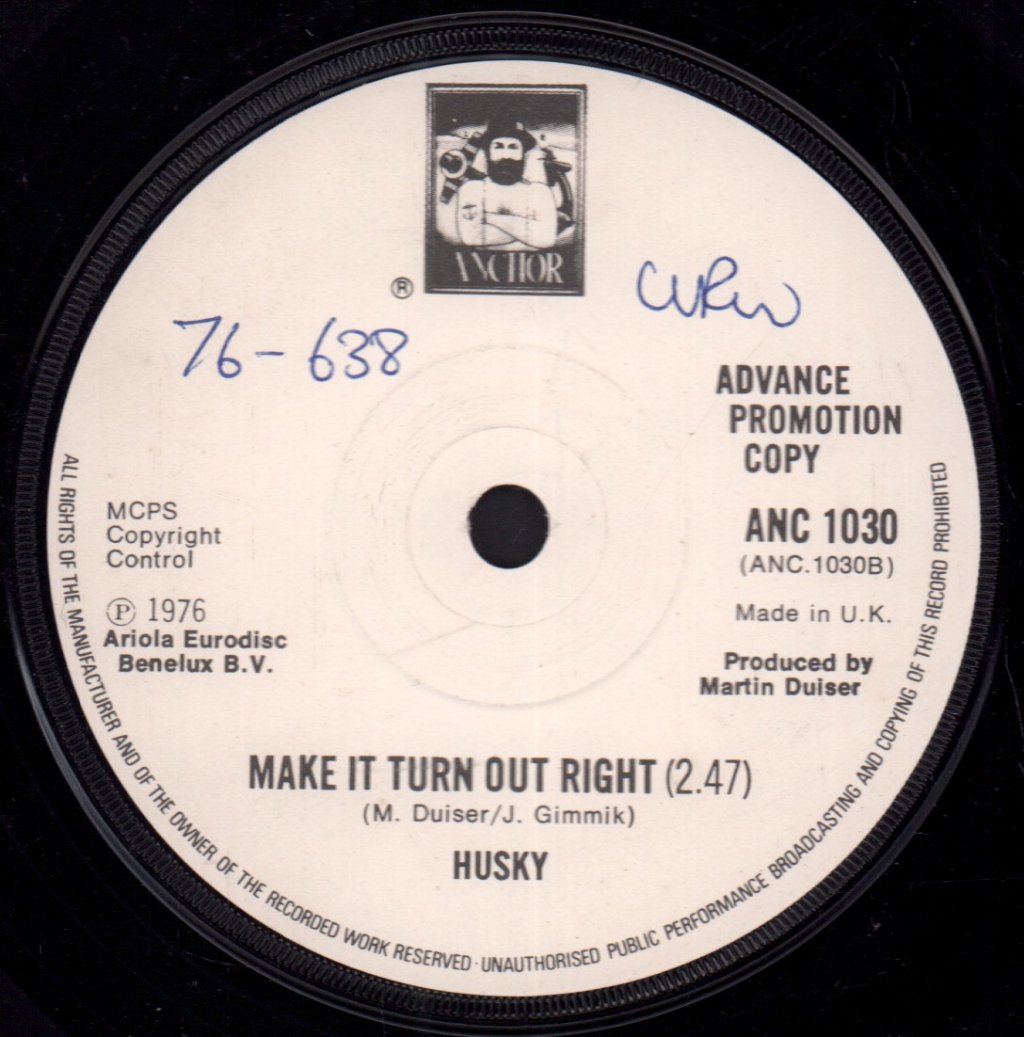 ANCHOR
®
76-638
ADVANCE
PROMOTION
COPY
MCPS
Copyright
Control
ANC 1030
(ANC.1030B)
℗ 1976
Ariola Eurodisc
Benelux B.V.
Made in U.K.
Produced by
Martin Duiser
MAKE IT TURN OUT RIGHT (2.47)
(M. Duiser/J. Gimmik)
HUSKY
ALL RIGHTS OF THE MANUFACTURER AND OF THE OWNER OF THE RECORDED WORK RESERVED · UNAUTHORISED PUBLIC PERFORMANCE BROADCASTING AND COPYING OF THIS RECORD PROHIBITED